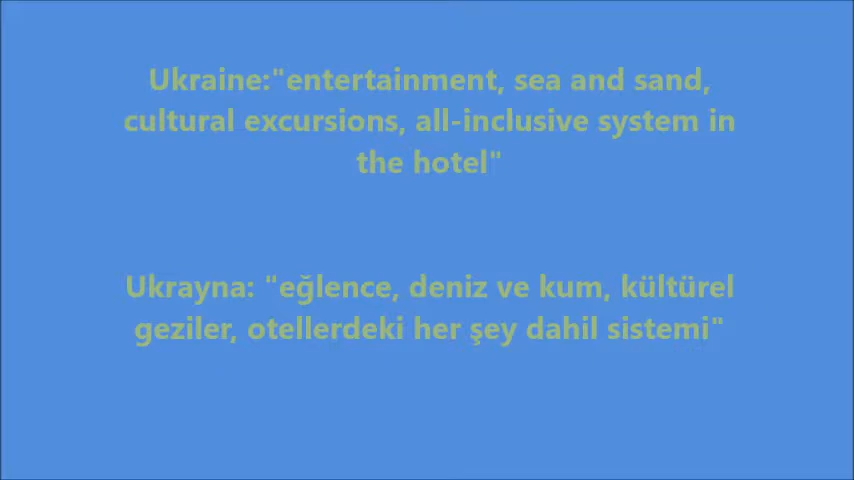 Ukraine:"entertainment, sea and sand,
cultural excursions, all-inclusive system in
the hotel"
Ukrayna: "eğlence, deniz ve kum, kültürel
geziler, otellerdeki her şey dahil sistemi"